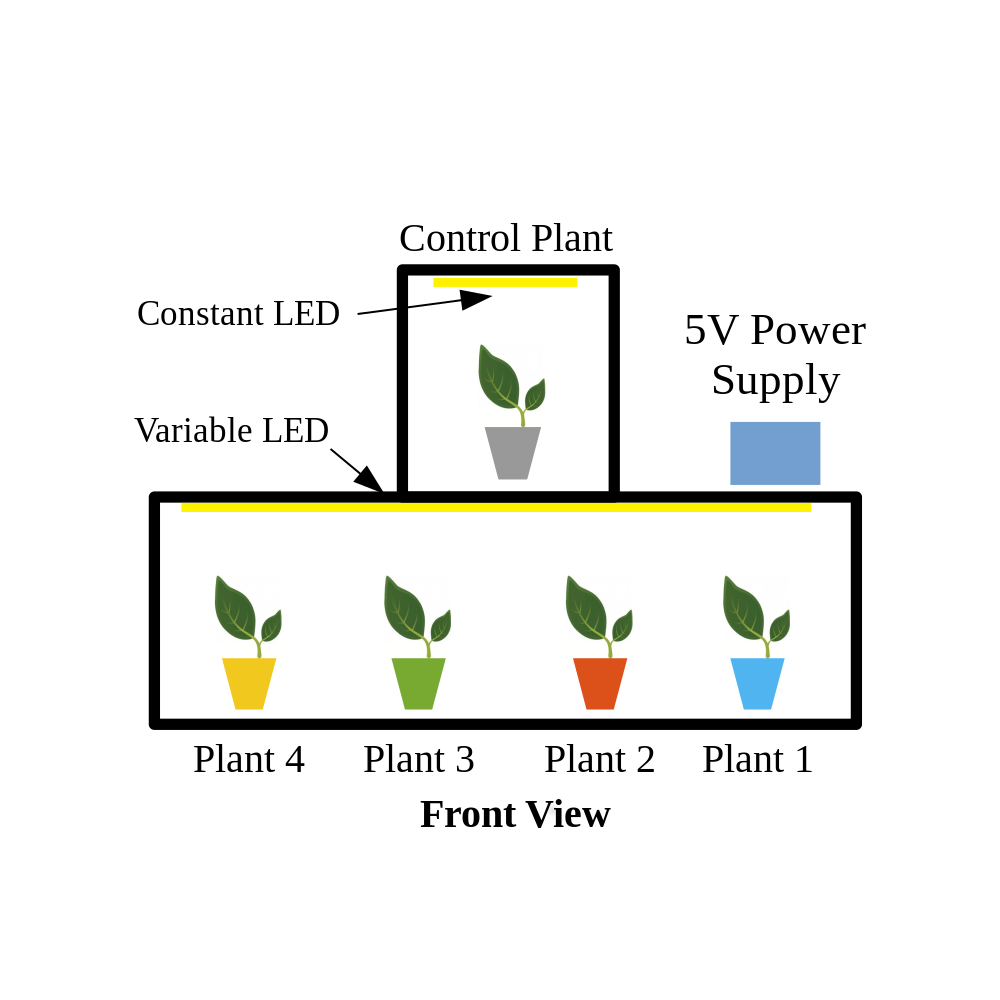 Control Plant
Constant LED
5V Power
Supply
Variable LED
Plant 4
Plant 3
Plant 2
Plant 1
Front View